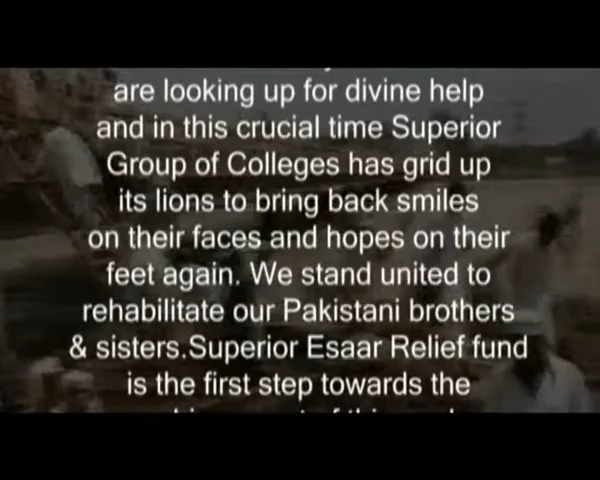 are looking up for divine help
and in this crucial time Superior
Group of Colleges has grid up
its lions to bring back smiles
on their faces and hopes on their
feet again. We stand united to
rehabilitate our Pakistani brothers
& sisters.Superior Esaar Relief fund
is the first step towards the